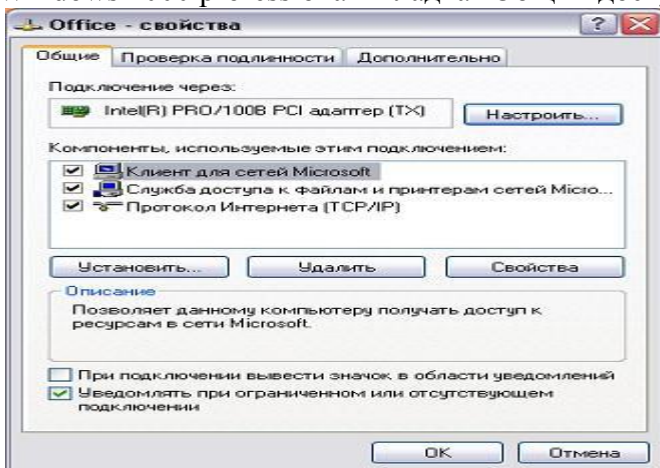 Office - свойства
Общие Проверка подлинности Дополнительно
Подключение через:
Intel(R) PRO/100B PCI адаптер (TX)
Настроить...
Компоненты, используемые этим подключением:
Клиент для сетей Microsoft
Служба доступа к файлам и принтерам сетей Micro...
Протокол Интернета (TCP/IP)
Установить... Удалить Свойства
Описание
Позволяет данному компьютеру получать доступ к
ресурсам в сети Microsoft.
При подключении вывести значок в области уведомлений
Уведомлять при ограниченном или отсутствующем
подключении
OK Отмена